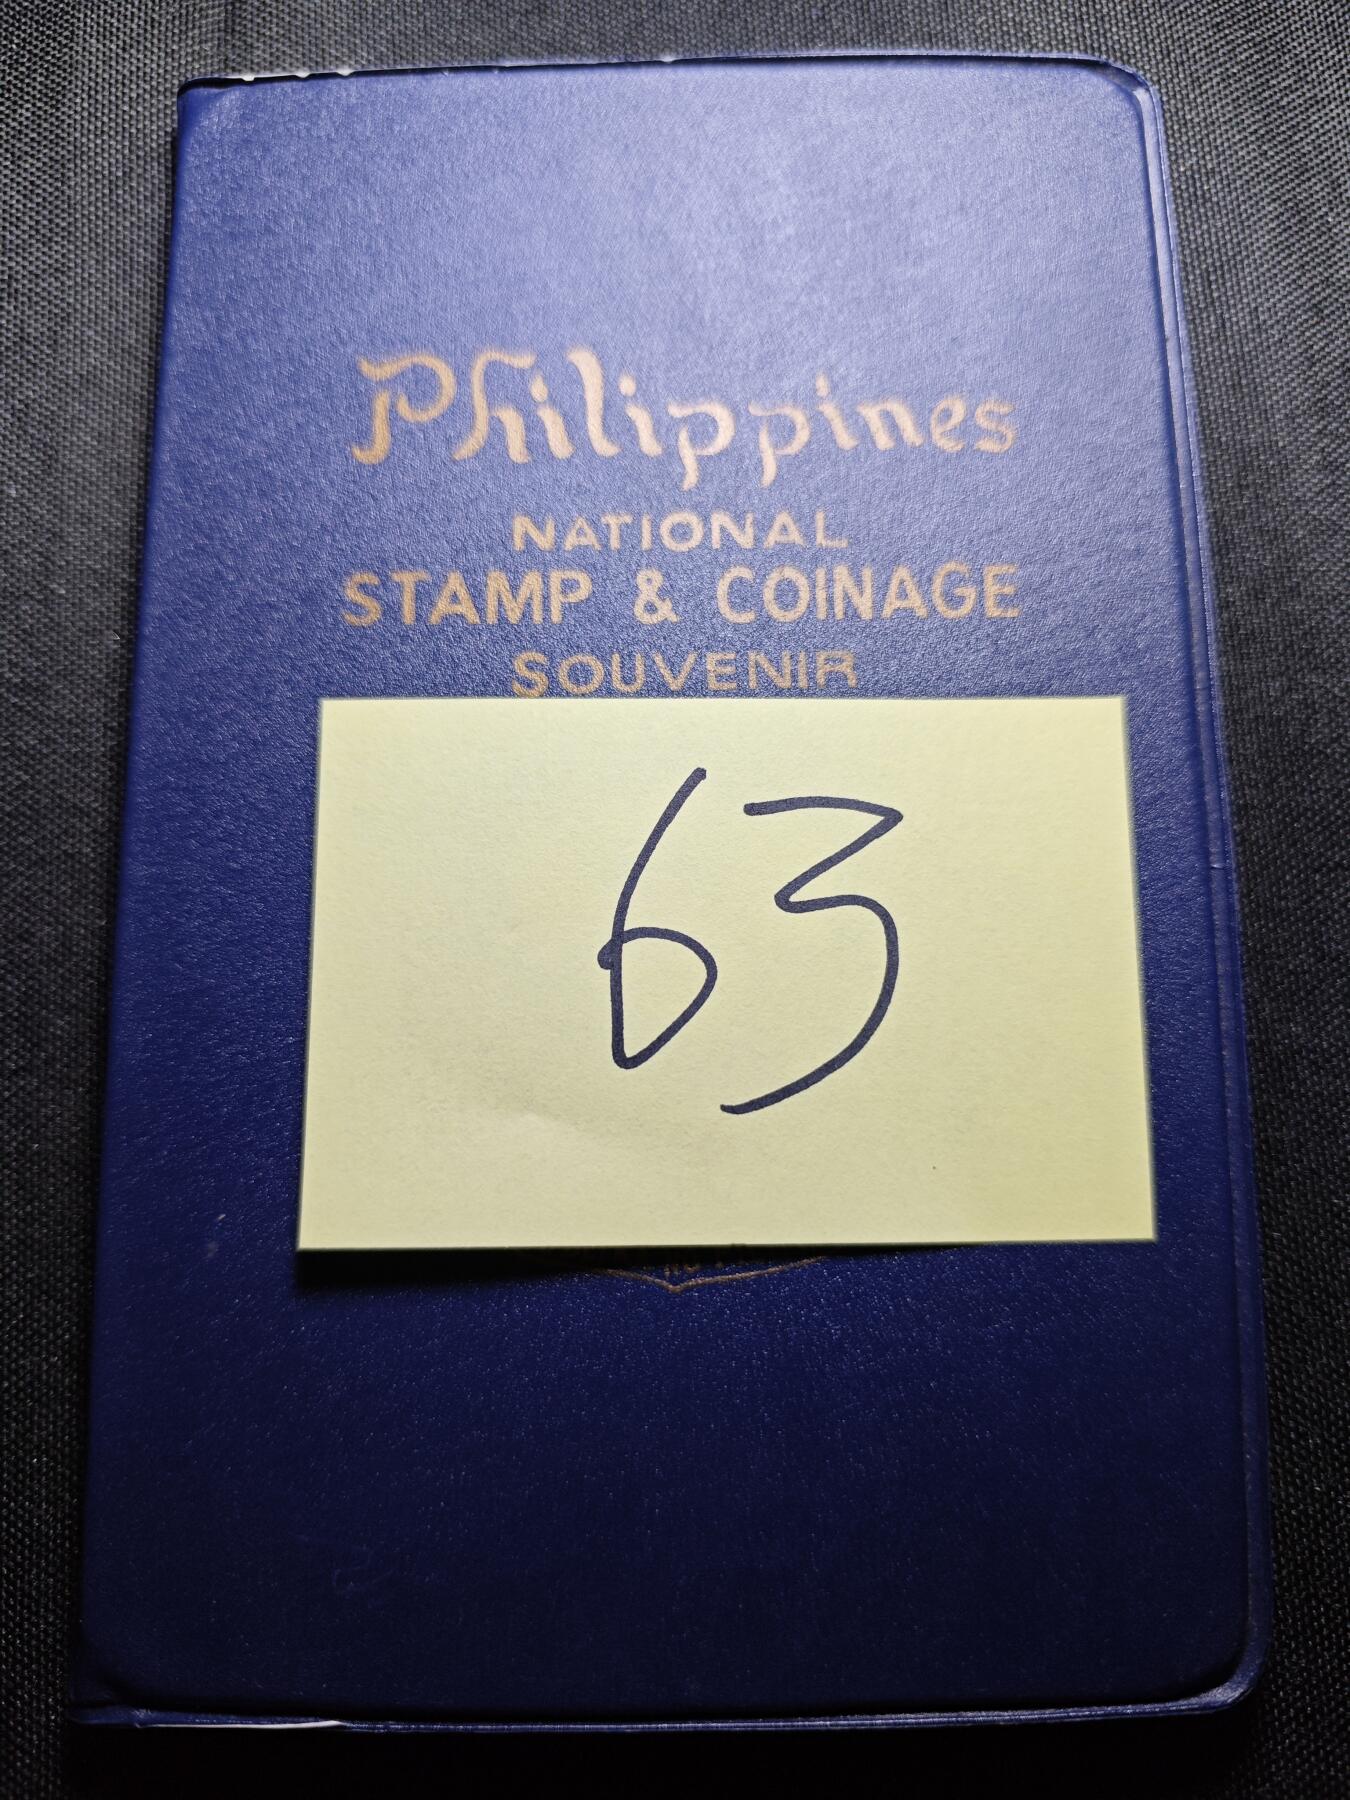 Philippines
NATIONAL
STAMP & COINAGE
SOUVENIR
63